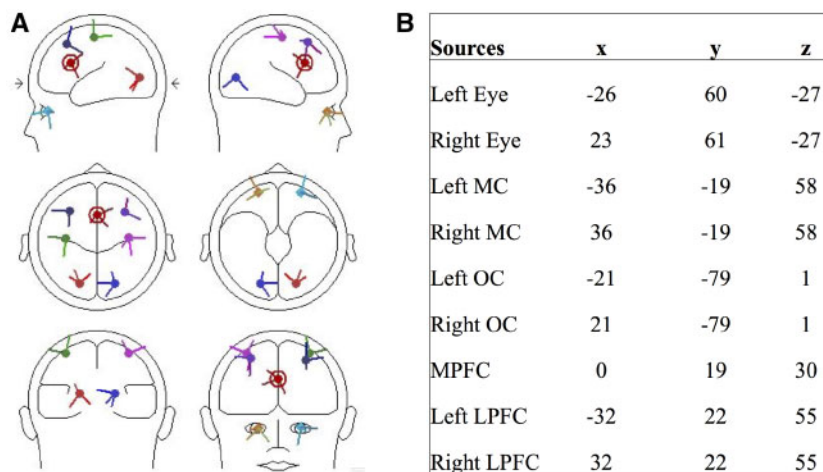 A
B
Sources x y z
Left Eye -26 60 -27
Right Eye 23 61 -27
Left MC -36 -19 58
Right MC 36 -19 58
Left OC -21 -79 1
Right OC 21 -79 1
MPFC 0 19 30
Left LPFC -32 22 55
Right LPFC 32 22 55